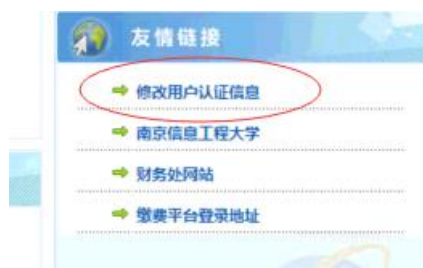 友情链接
修改用户认证信息
南京信息工程大学
财务处网站
缴费平台登录地址